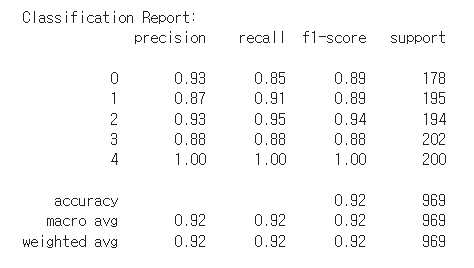 Classification Report:
precision recall f1-score support
0 0.93 0.85 0.89 178
1 0.87 0.91 0.89 195
2 0.93 0.95 0.94 194
3 0.88 0.88 0.88 202
4 1.00 1.00 1.00 200
accuracy 0.92 969
macro avg 0.92 0.92 0.92 969
weighted avg 0.92 0.92 0.92 969